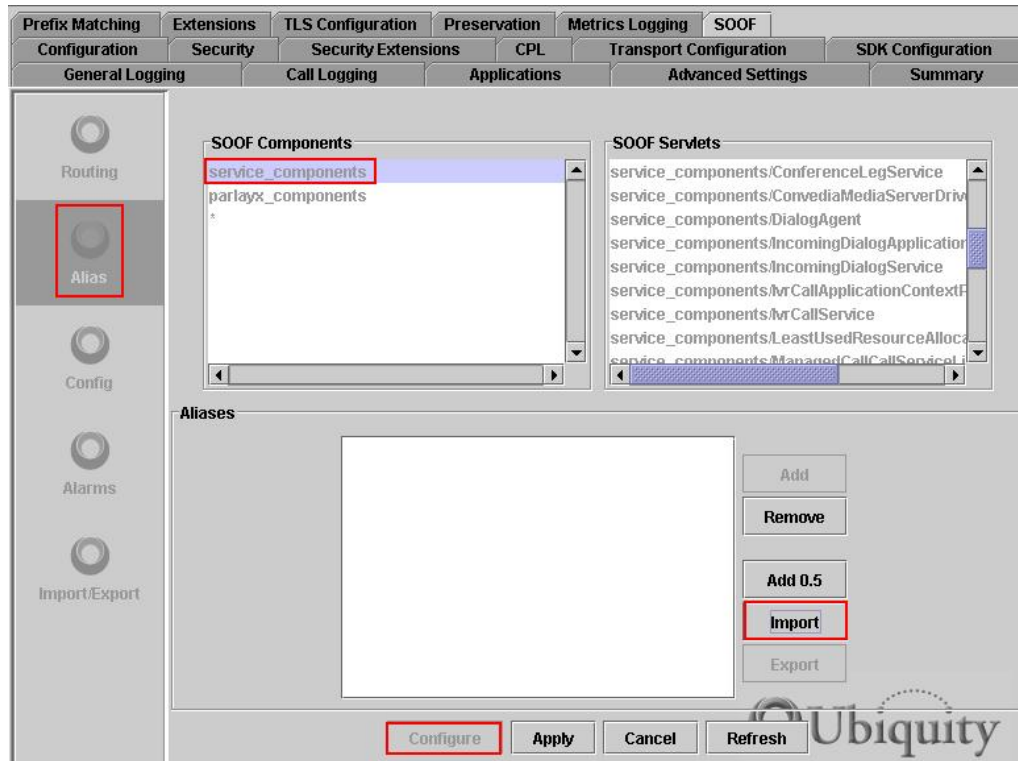 Prefix Matching Extensions TLS Configuration Preservation Metrics Logging SOOF
Configuration Security Security Extensions CPL Transport Configuration SDK Configuration
General Logging Call Logging Applications Advanced Settings Summary
Routing
Alias
Config
Alarms
Import/Export
SOOF Components
service_components
parlayx_components
*
SOOF Servlets
service_components/ConferenceLegService
service_components/ConvediaMediaServerDriv
service_components/DialogAgent
service_components/IncomingDialogApplication
service_components/IncomingDialogService
service_components/IvrCallApplicationContextF
service_components/IvrCallService
service_components/LeastUsedResourceAlloca
service_components/ManagedCallCallServiceLi
Aliases
Add
Remove
Add 0.5
Import
Export
Configure Apply Cancel Refresh
Ubiquity